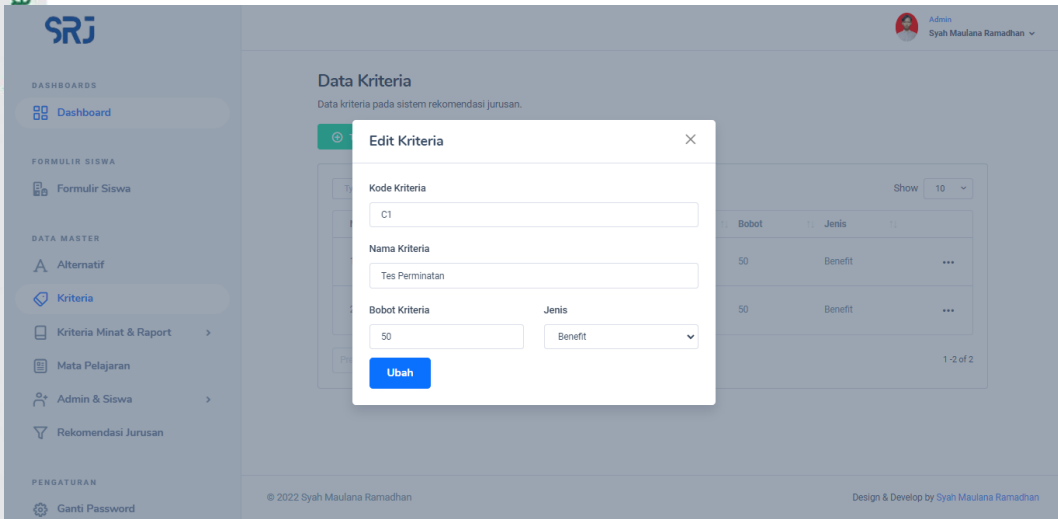 SRJ
Admin
Syah Maulana Ramadhan
DASHBOARDS
Dashboard
FORMULIR SISWA
Formulir Siswa
DATA MASTER
Alternatif
Kriteria
Kriteria Minat & Raport
Mata Pelajaran
Admin & Siswa
Rekomendasi Jurusan
PENGATURAN
Ganti Password
Data Kriteria
Data kriteria pada sistem rekomendasi jurusan.
Show 10
Bobot Jenis
50 Benefit
50 Benefit
1 -2 of 2
Edit Kriteria
Kode Kriteria
C1
Nama Kriteria
Tes Perminatan
Bobot Kriteria Jenis
50 Benefit
Ubah
© 2022 Syah Maulana Ramadhan
Design & Develop by Syah Maulana Ramadhan